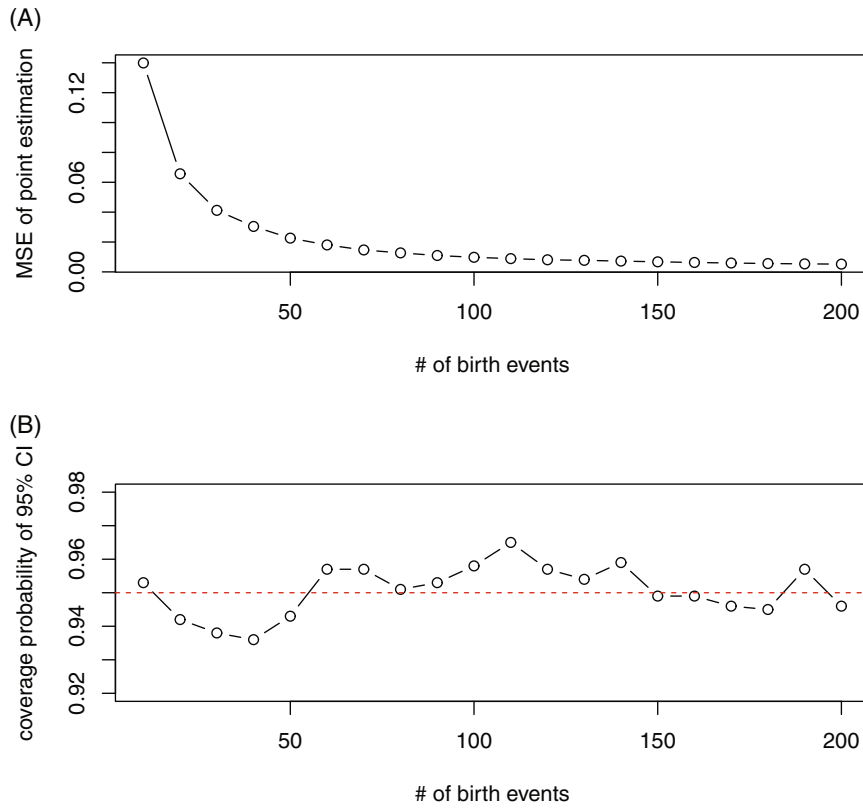 (A)
MSE of point estimation
0.12
0.06
0.00
50 100 150 200
# of birth events
(B)
coverage probability of 95% CI
0.98
0.96
0.94
0.92
50 100 150 200
# of birth events